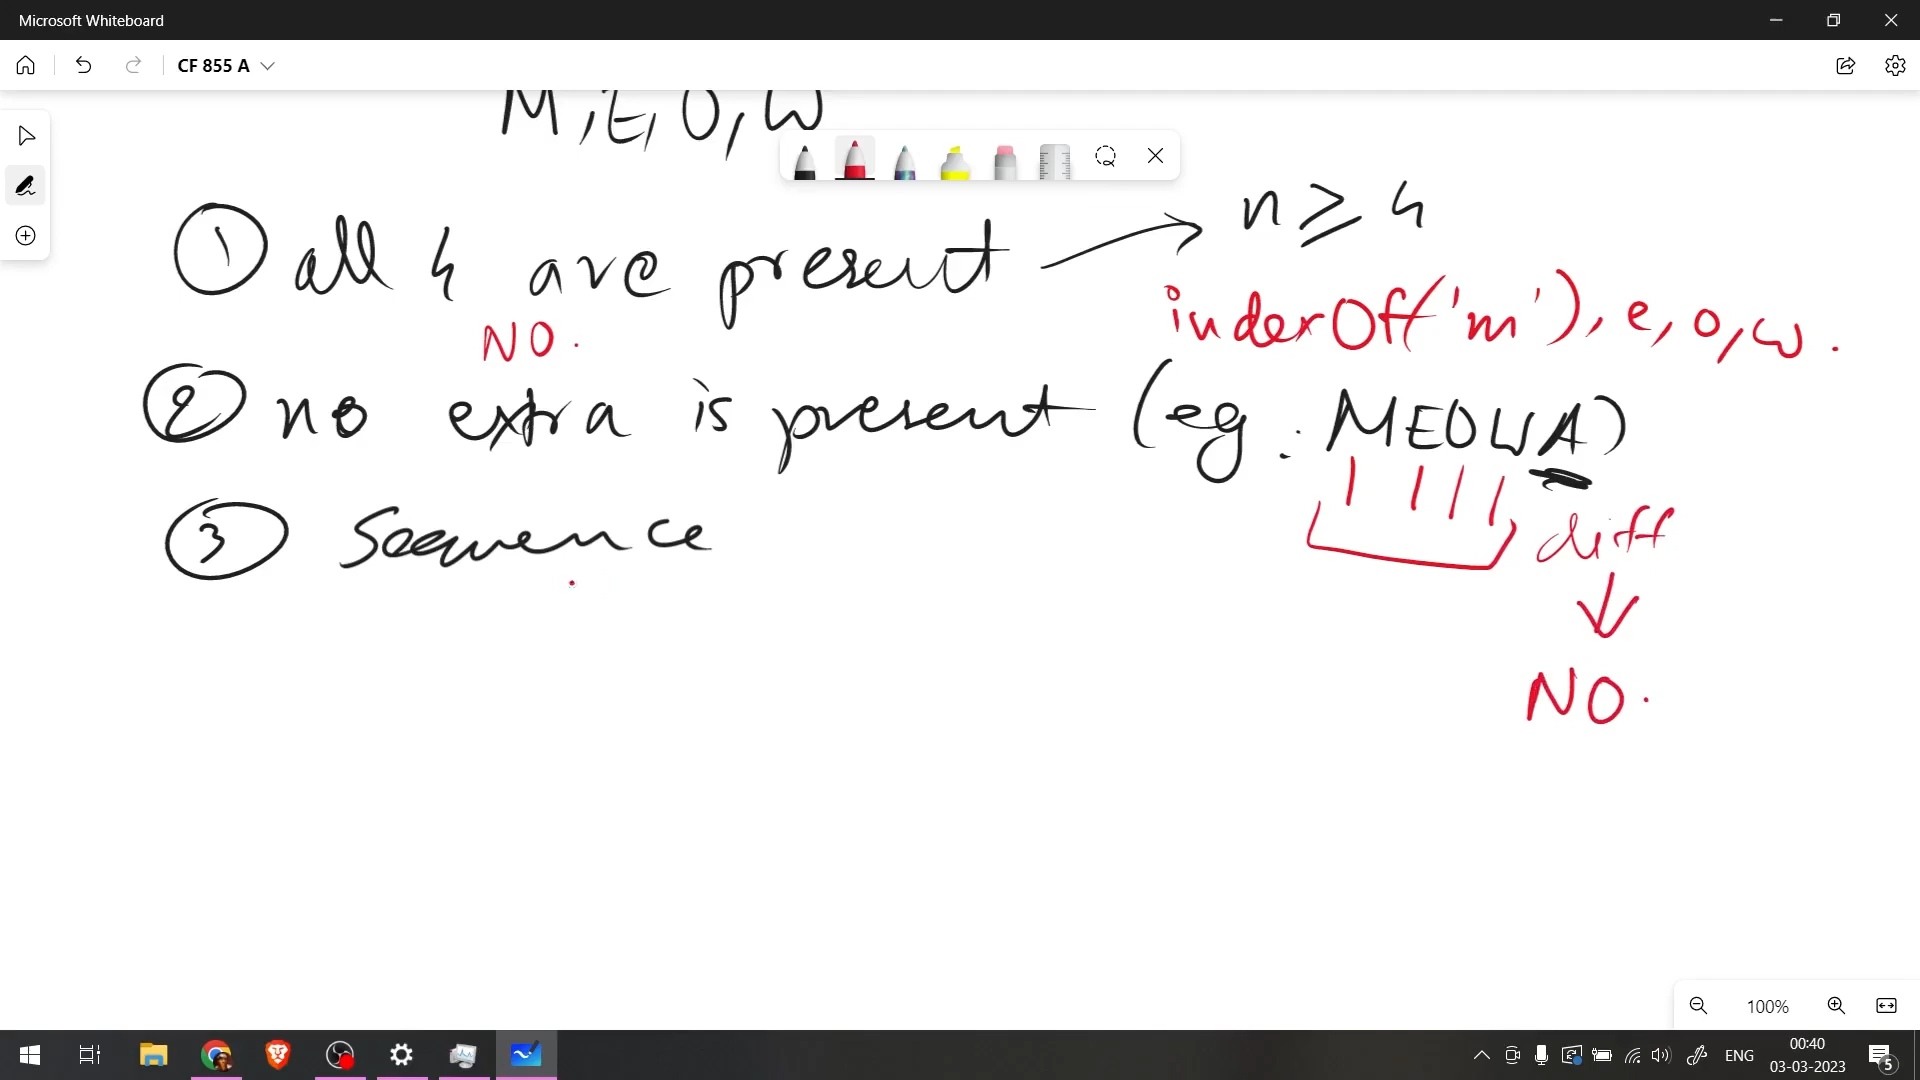 Microsoft Whiteboard
CF 855 A
M, E, O, W
① all 4 are present → n ≥ 4
indexOf('m'), e, o, w.
NO.
② no extra is present (eg: MEOWA)
③ Sequence
diff
NO.
100%
ENG
00:40
03-03-2023
5